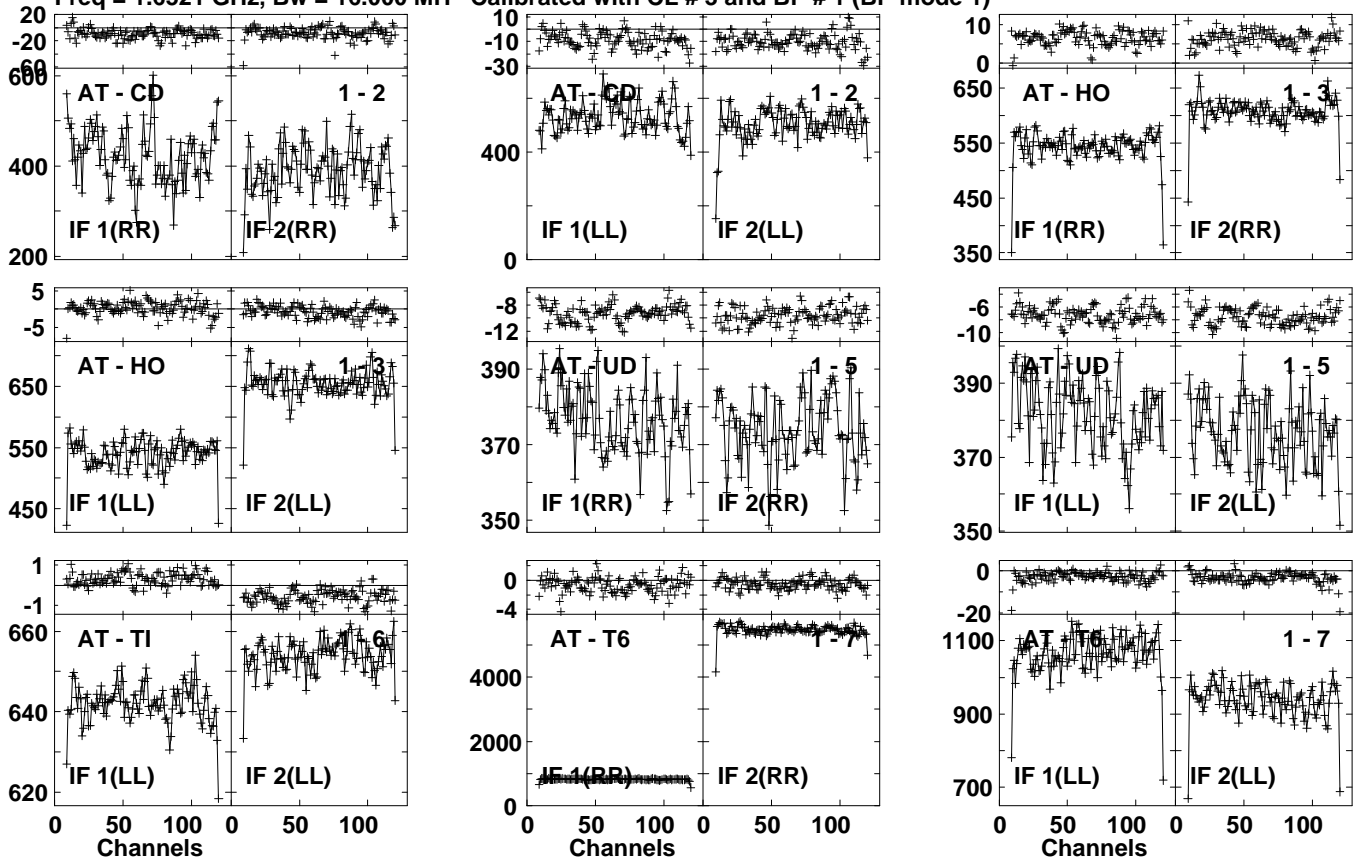 Freq = 1.6521 GHz, Bw = 16.000 MH Calibrated with CL # 3 and BP # 1 (BP mode 1)
20
0
-20
-60
600
400
200
AT - CD
1 - 2
IF 1(RR)
IF 2(RR)
10
-10
-30
400
0
AT - CD
1 - 2
IF 1(LL)
IF 2(LL)
10
0
650
550
450
350
AT - HO
1 - 3
IF 1(RR)
IF 2(RR)
5
-5
650
550
450
AT - HO
1 - 3
IF 1(LL)
IF 2(LL)
-8
-12
390
370
350
AT - UD
1 - 5
IF 1(RR)
IF 2(RR)
-6
-10
390
370
350
AT - UD
1 - 5
IF 1(LL)
IF 2(LL)
1
-1
660
640
620
AT - TI
1 - 6
IF 1(LL)
IF 2(LL)
0 50 100 0 50 100
Channels
0
-4
4000
2000
0
AT - T6
1 - 7
IF 1(RR)
IF 2(RR)
0 50 100 0 50 100
Channels
0
-20
1100
900
700
AT - T6
1 - 7
IF 1(LL)
IF 2(LL)
0 50 100 0 50 100
Channels